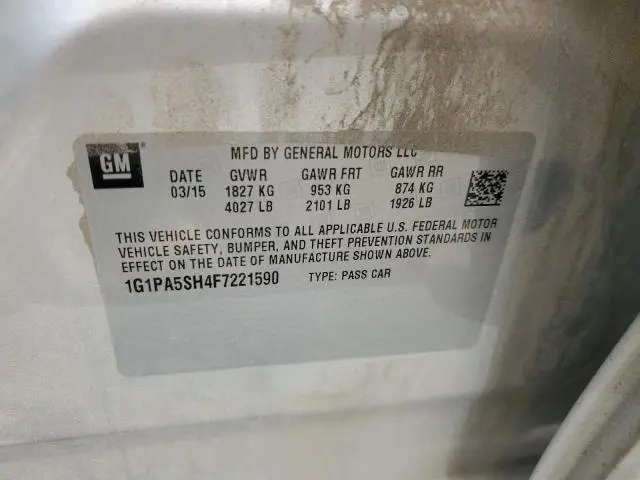 GM
MFD BY GENERAL MOTORS LLC
DATE GVWR GAWR FRT GAWR RR
03/15 1827 KG 953 KG 874 KG
4027 LB 2101 LB 1926 LB
THIS VEHICLE CONFORMS TO ALL APPLICABLE U.S. FEDERAL MOTOR
VEHICLE SAFETY, BUMPER, AND THEFT PREVENTION STANDARDS IN
EFFECT ON THE DATE OF MANUFACTURE SHOWN ABOVE.
1G1PA5SH4F7221590 TYPE: PASS CAR